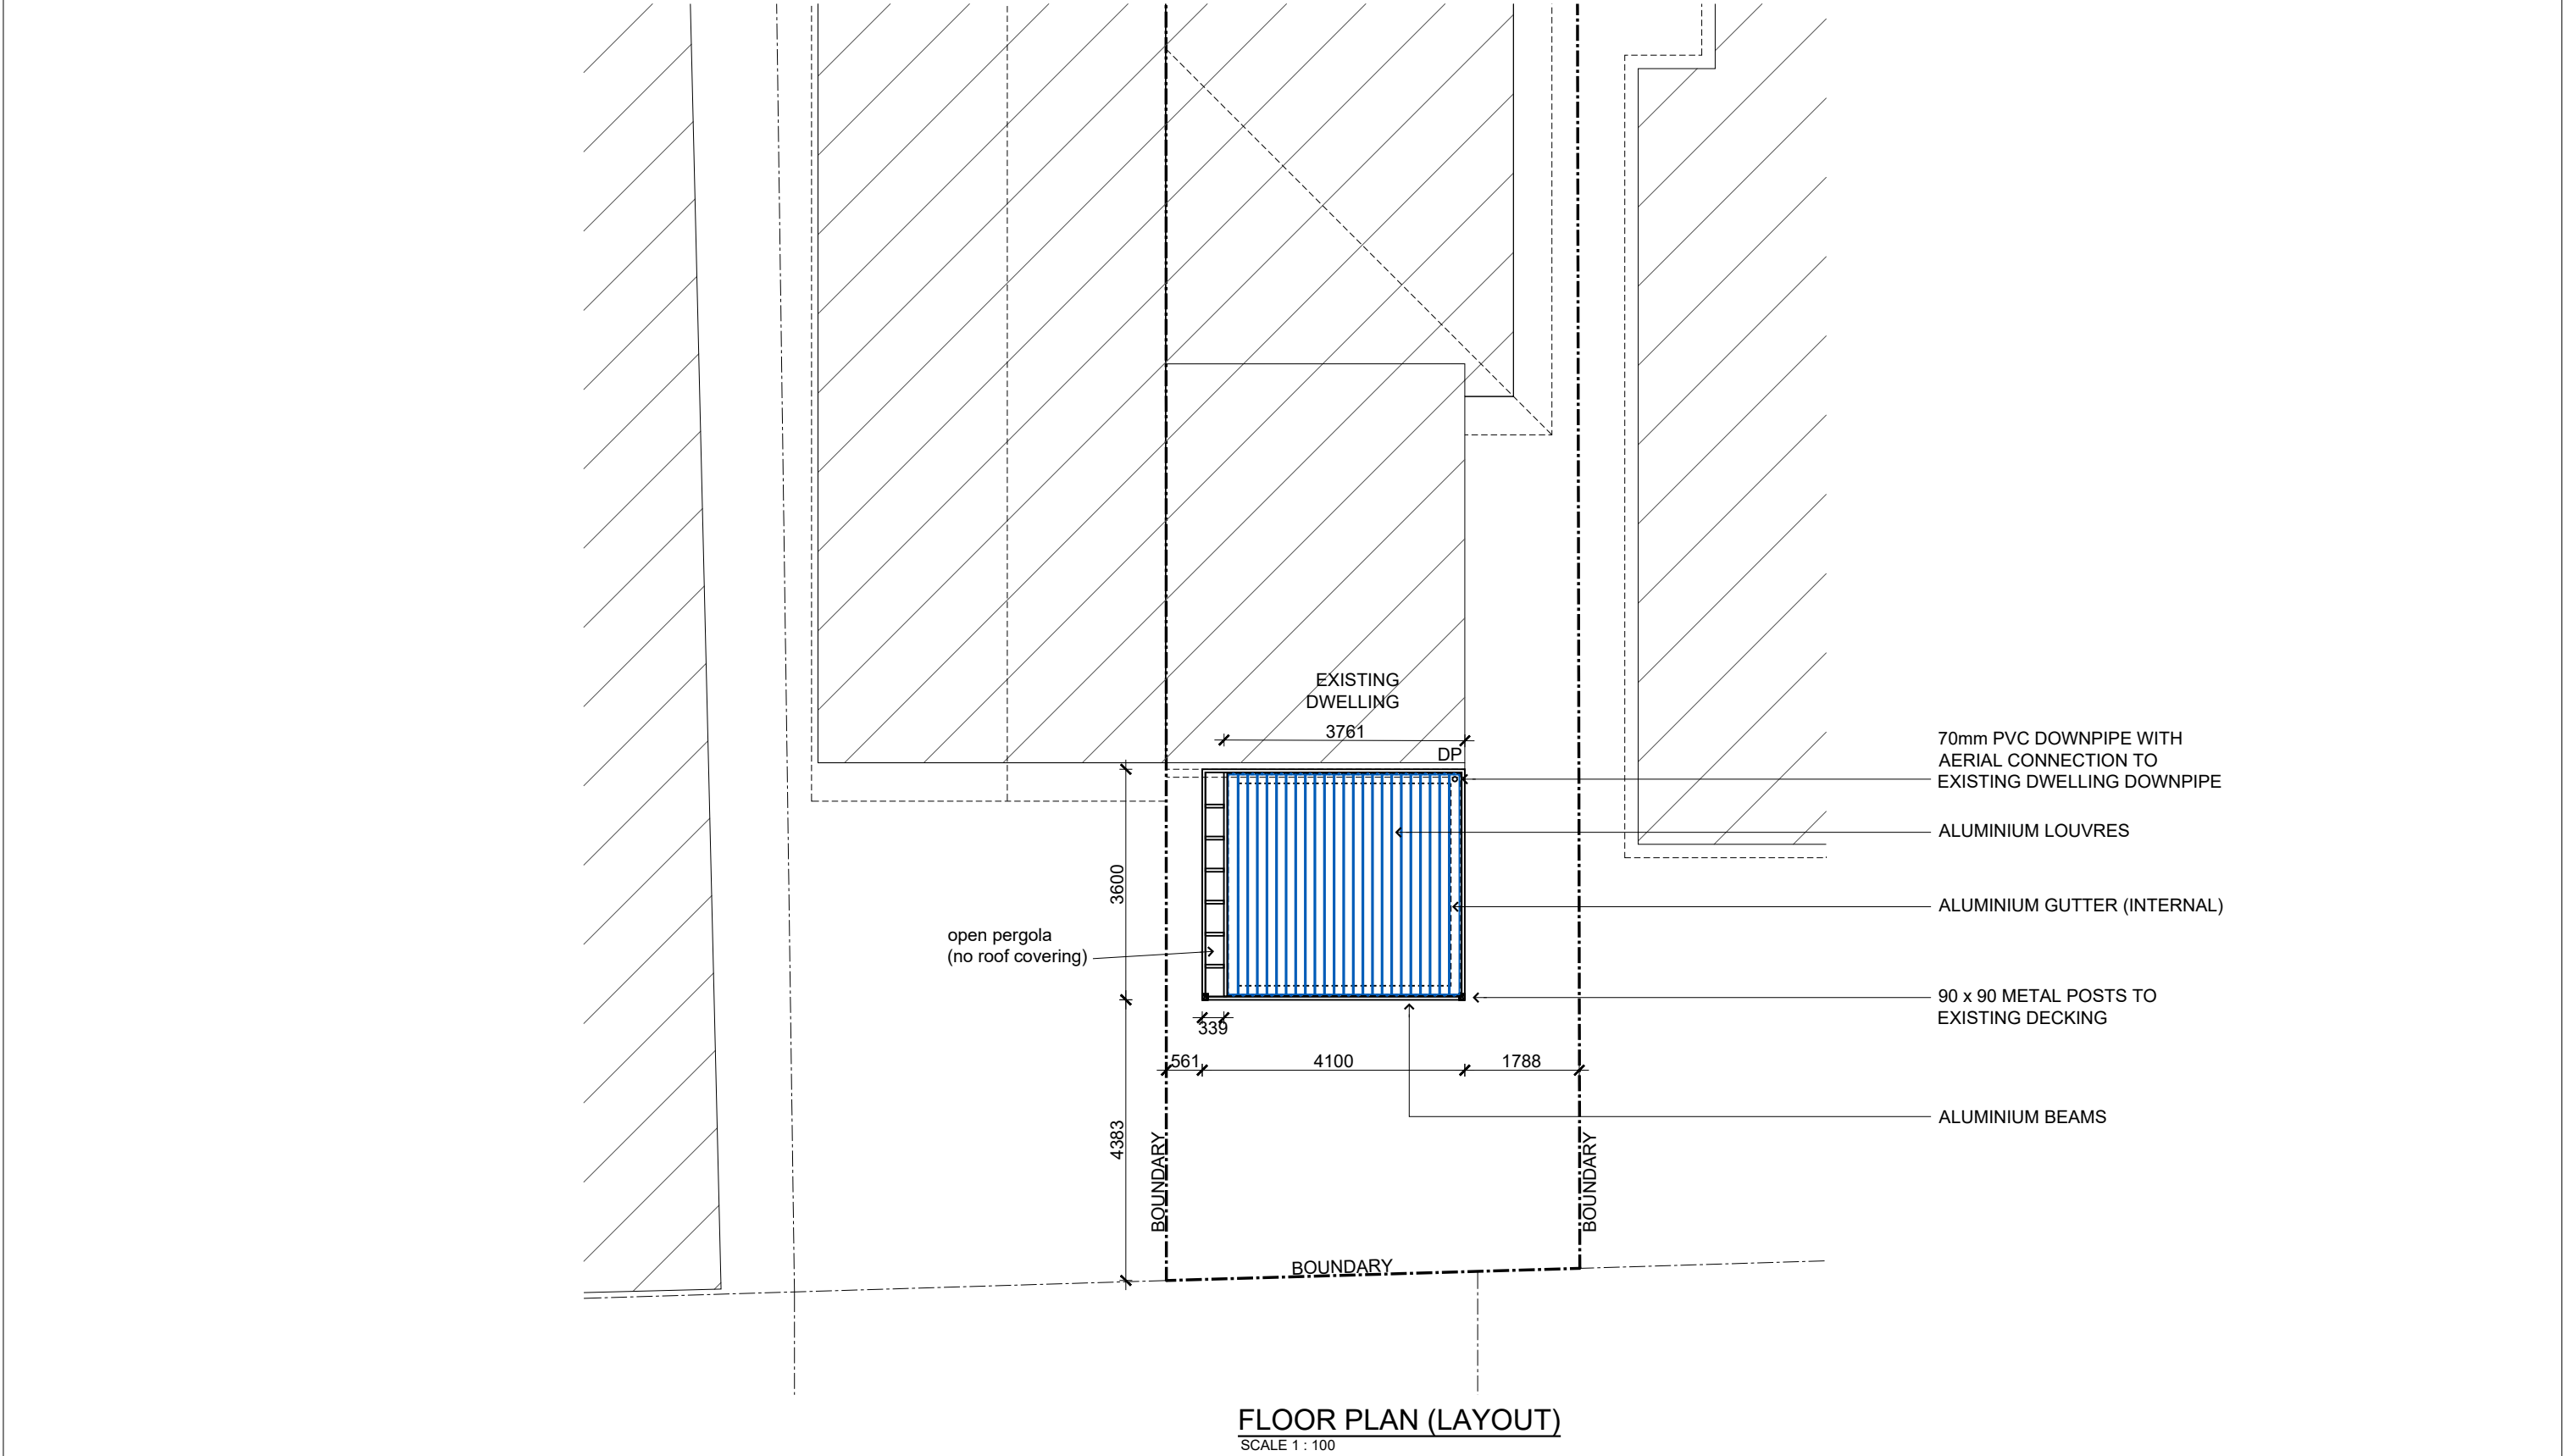 EXISTING
DWELLING
3761
DP
70mm PVC DOWNPIPE WITH
AERIAL CONNECTION TO
EXISTING DWELLING DOWNPIPE
ALUMINIUM LOUVRES
3600
ALUMINIUM GUTTER (INTERNAL)
open pergola
(no roof covering)
90 x 90 METAL POSTS TO
EXISTING DECKING
339
561
4100
1788
ALUMINIUM BEAMS
4383
BOUNDARY
BOUNDARY
BOUNDARY
FLOOR PLAN (LAYOUT)
SCALE 1 : 100